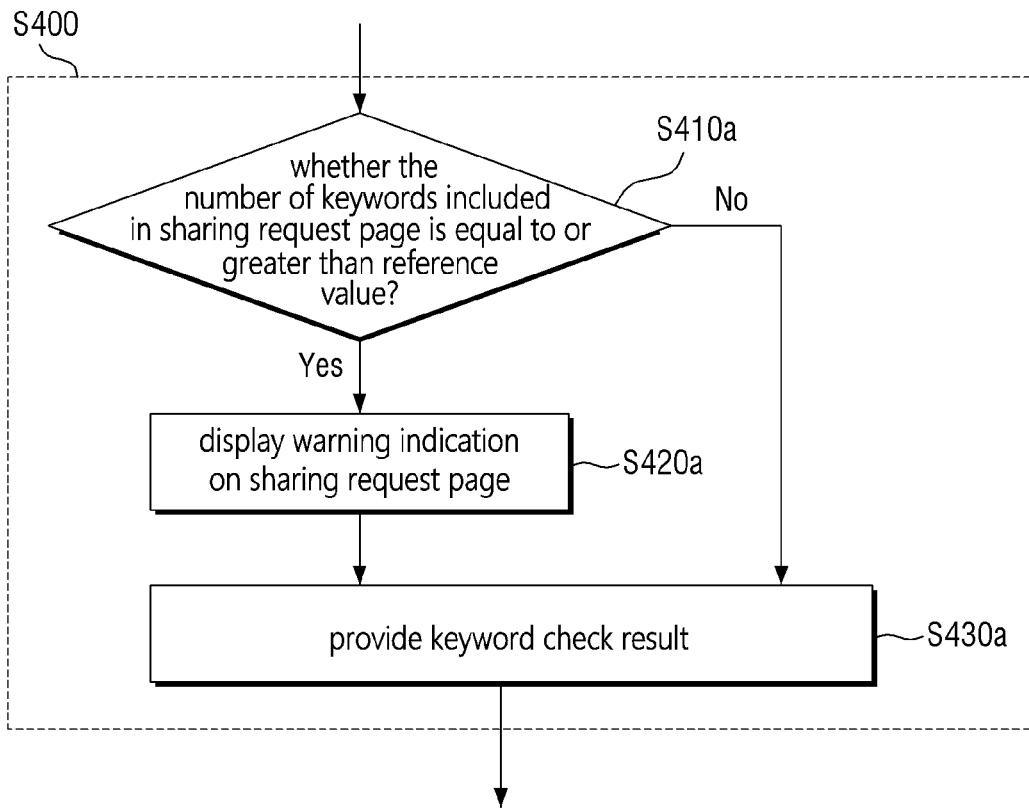 S400
S410a
whether the
number of keywords included
in sharing request page is equal to or
greater than reference
value?
No
Yes
display warning indication
on sharing request page
S420a
provide keyword check result
S430a